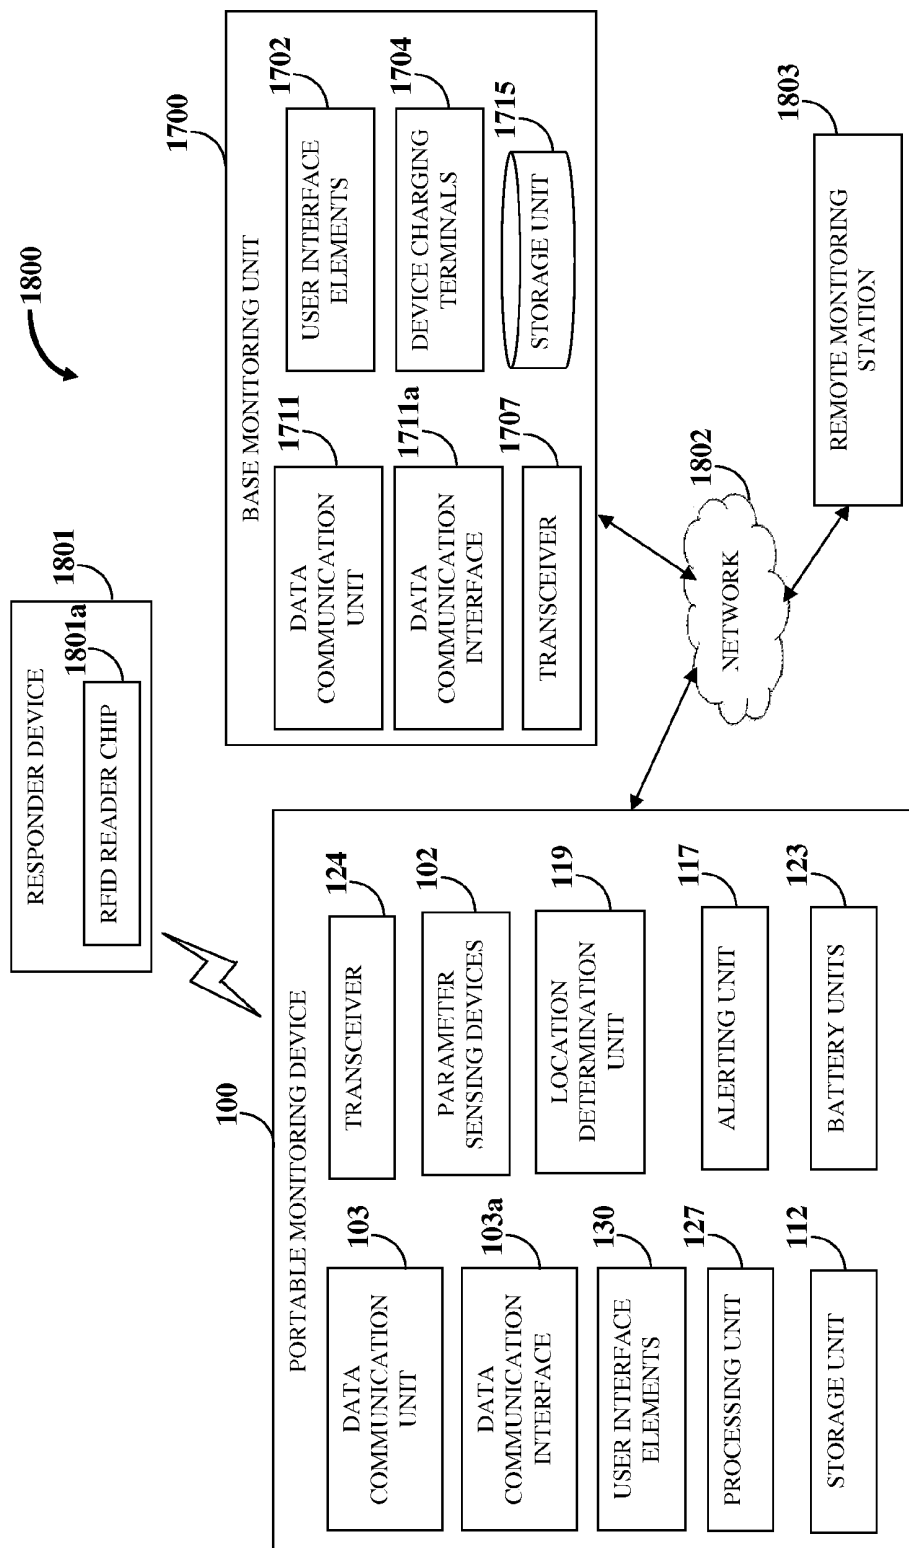 1800
RESPONDER DEVICE
1801
RFID READER CHIP
1801a
PORTABLE MONITORING DEVICE
100
DATA
COMMUNICATION
UNIT
103
TRANSCEIVER
124
DATA
COMMUNICATION
INTERFACE
103a
PARAMETER
SENSING DEVICES
102
USER INTERFACE
ELEMENTS
130
LOCATION
DETERMINATION
UNIT
119
PROCESSING UNIT
127
ALERTING UNIT
117
STORAGE UNIT
112
BATTERY UNITS
123
BASE MONITORING UNIT
1700
DATA
COMMUNICATION
UNIT
1711
USER INTERFACE
ELEMENTS
1702
DATA
COMMUNICATION
INTERFACE
1711a
DEVICE CHARGING
TERMINALS
1704
TRANSCEIVER
1707
STORAGE UNIT
1715
NETWORK
1802
REMOTE MONITORING
STATION
1803